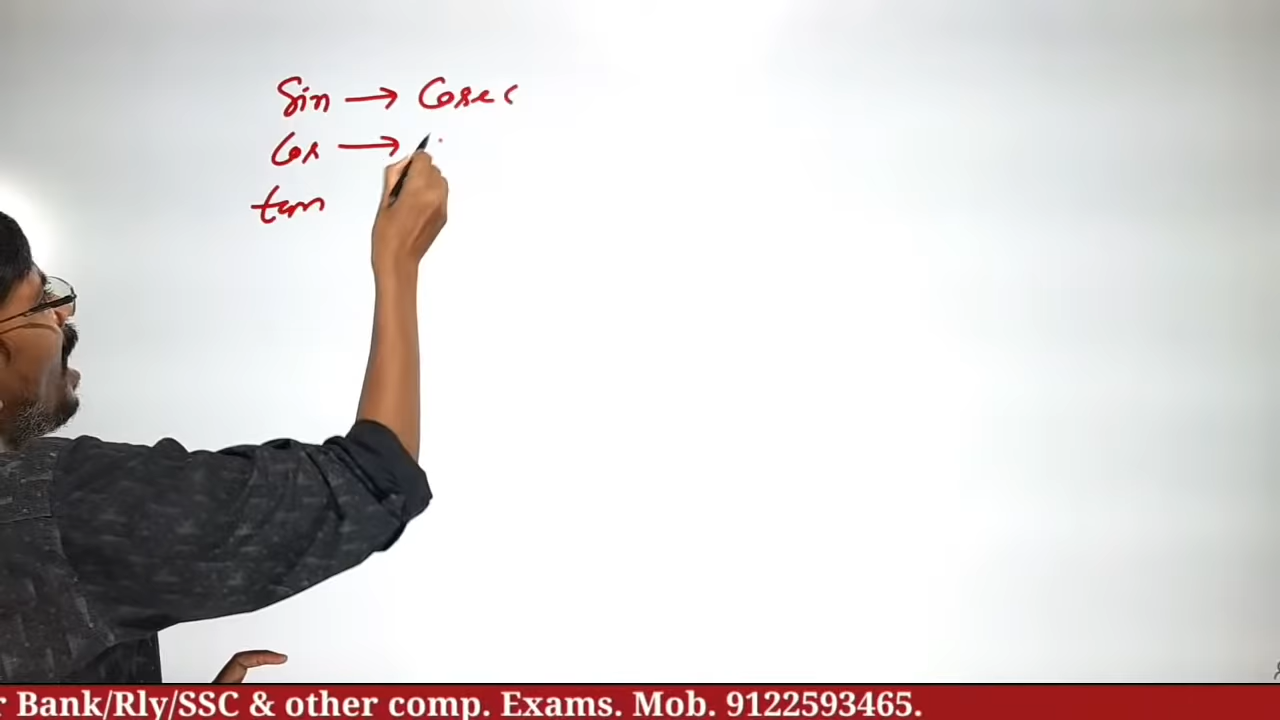 Sin → Cosec
Cos →
tan
r Bank/Rly/SSC & other comp. Exams. Mob. 9122593465.